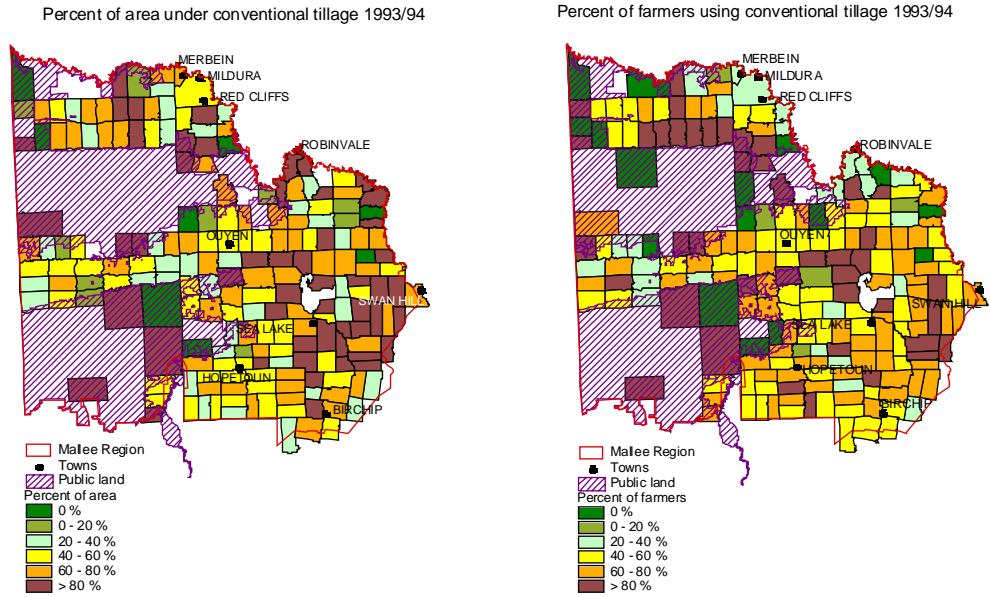 Percent of area under conventional tillage 1993/94
MERBEIN
MILDURA
RED CLIFFS
ROBINVALE
OUYEN
SWAN HILL
SEA LAKE
HOPETOUN
BIRCHIP
Mallee Region
Towns
Public land
Percent of area
0 %
0 - 20 %
20 - 40 %
40 - 60 %
60 - 80 %
> 80 %
Percent of farmers using conventional tillage 1993/94
MERBEIN
MILDURA
RED CLIFFS
ROBINVALE
OUYEN
SWAN HILL
SEA LAKE
HOPETOUN
BIRCHIP
Mallee Region
Towns
Public land
Percent of farmers
0 %
0 - 20 %
20 - 40 %
40 - 60 %
60 - 80 %
> 80 %